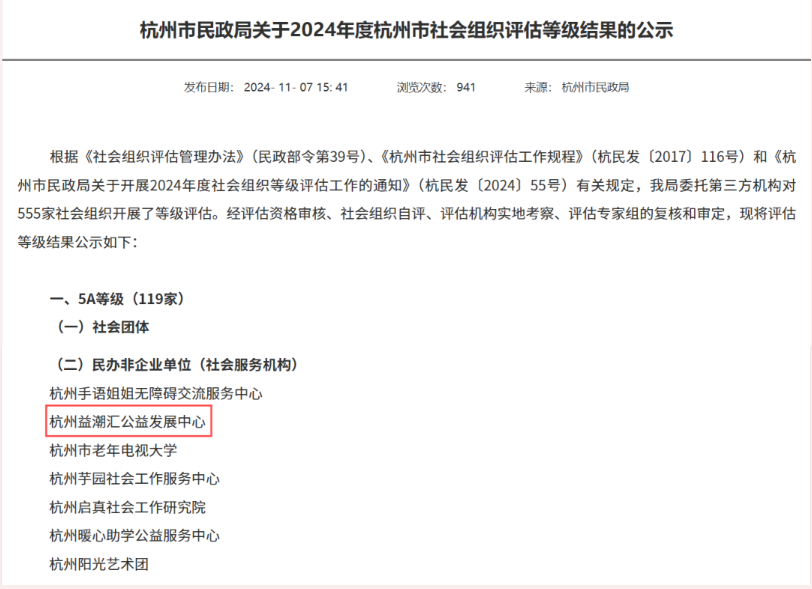 杭州市民政局关于2024年度杭州市社会组织评估等级结果的公示
发布日期： 2024- 11- 07 15: 41 浏览次数： 941 来源： 杭州市民政局
根据《社会组织评估管理办法》（民政部令第39号）、《杭州市社会组织评估工作规程》（杭民发〔2017〕116号）和《杭
州市民政局关于开展2024年度社会组织等级评估工作的通知》（杭民发〔2024〕55号）有关规定，我局委托第三方机构对
555家社会组织开展了等级评估。经评估资格审核、社会组织自评、评估机构实地考察、评估专家组的复核和审定，现将评估
等级结果公示如下：
一、5A等级（119家）
（一）社会团体
（二）民办非企业单位（社会服务机构）
杭州手语姐姐无障碍交流服务中心
杭州益潮汇公益发展中心
杭州市老年电视大学
杭州芋园社会工作服务中心
杭州启真社会工作研究院
杭州暖心助学公益服务中心
杭州阳光艺术团